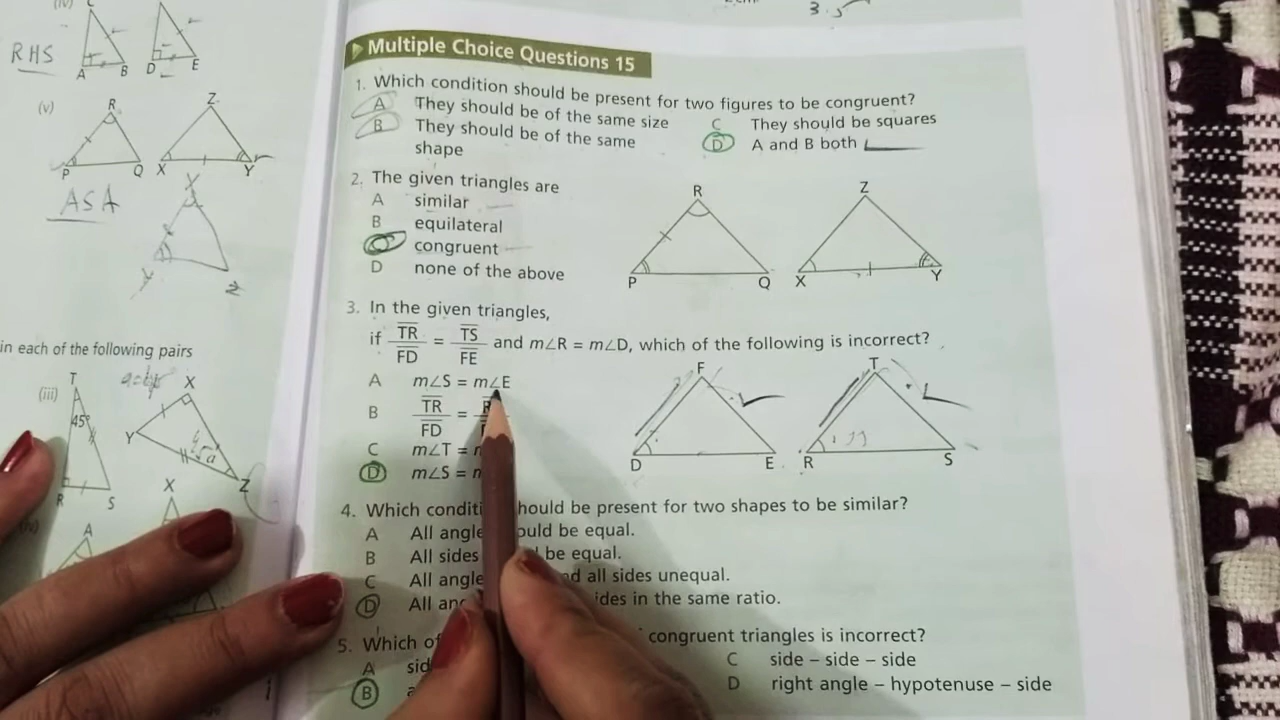 3.5
RHS
A B D E
(v)
R Z
P Q X Y
ASA
X
Y Z
in each of the following pairs
(iii) T
45°
R S
X
Y
Z
X
A
Multiple Choice Questions 15
1. Which condition should be present for two figures to be congruent?
A They should be of the same size
B They should be of the same
shape
C They should be squares
D A and B both
2. The given triangles are
A similar
B equilateral
congruent
D none of the above
R
P Q
Z
X Y
3. In the given triangles,
if TR/FD = TS/FE and m∠R = m∠D, which of the following is incorrect?
A m∠S = m∠E
B TR/FD =
C m∠T =
D m∠S =
F
D E
T
R S
4. Which hould be present for two shapes to be similar?
A All ould be equal.
B All sides be equal.
C All angle nd all sides unequal.
D All ides in the same ratio.
5. Which congruent triangles is incorrect?
A
B
C side – side – side
D right angle – hypotenuse – side